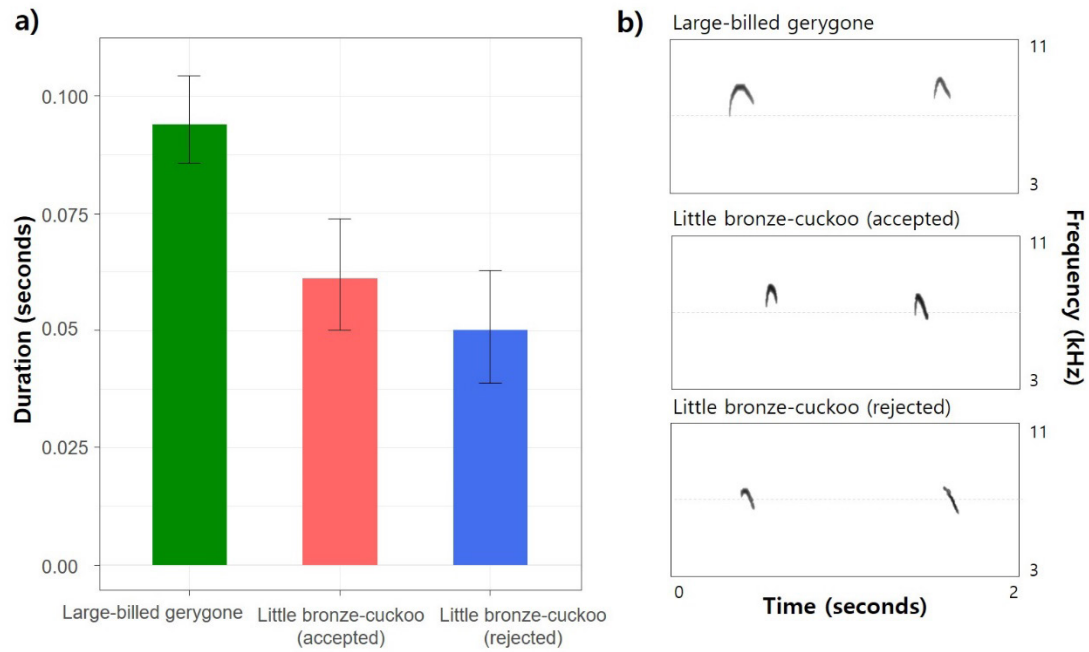 a)
Duration (seconds)
0.100
0.075
0.05
0.025
0.00
Large-billed gerygone
Little bronze-cuckoo
(accepted)
Little bronze-cuckoo
(rejected)
b)
Large-billed gerygone
11
3
Little bronze-cuckoo (accepted)
11
3
Little bronze-cuckoo (rejected)
11
3
0
2
Time (seconds)
Frequency (kHz)